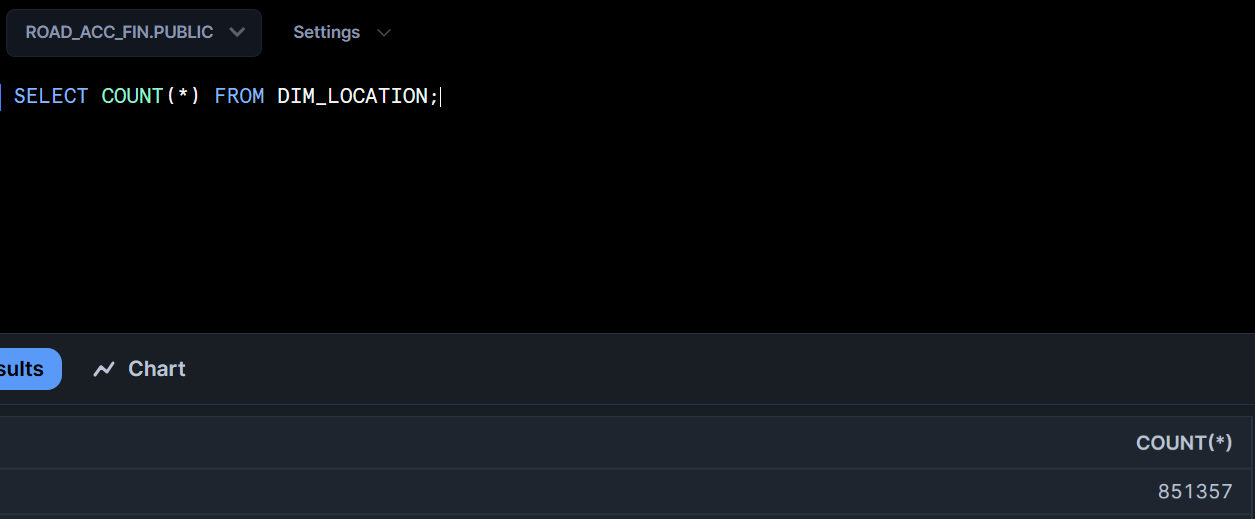 ROAD_ACC_FIN.PUBLIC Settings
SELECT COUNT(*) FROM DIM_LOCATION;
sults Chart
COUNT(*)
851357